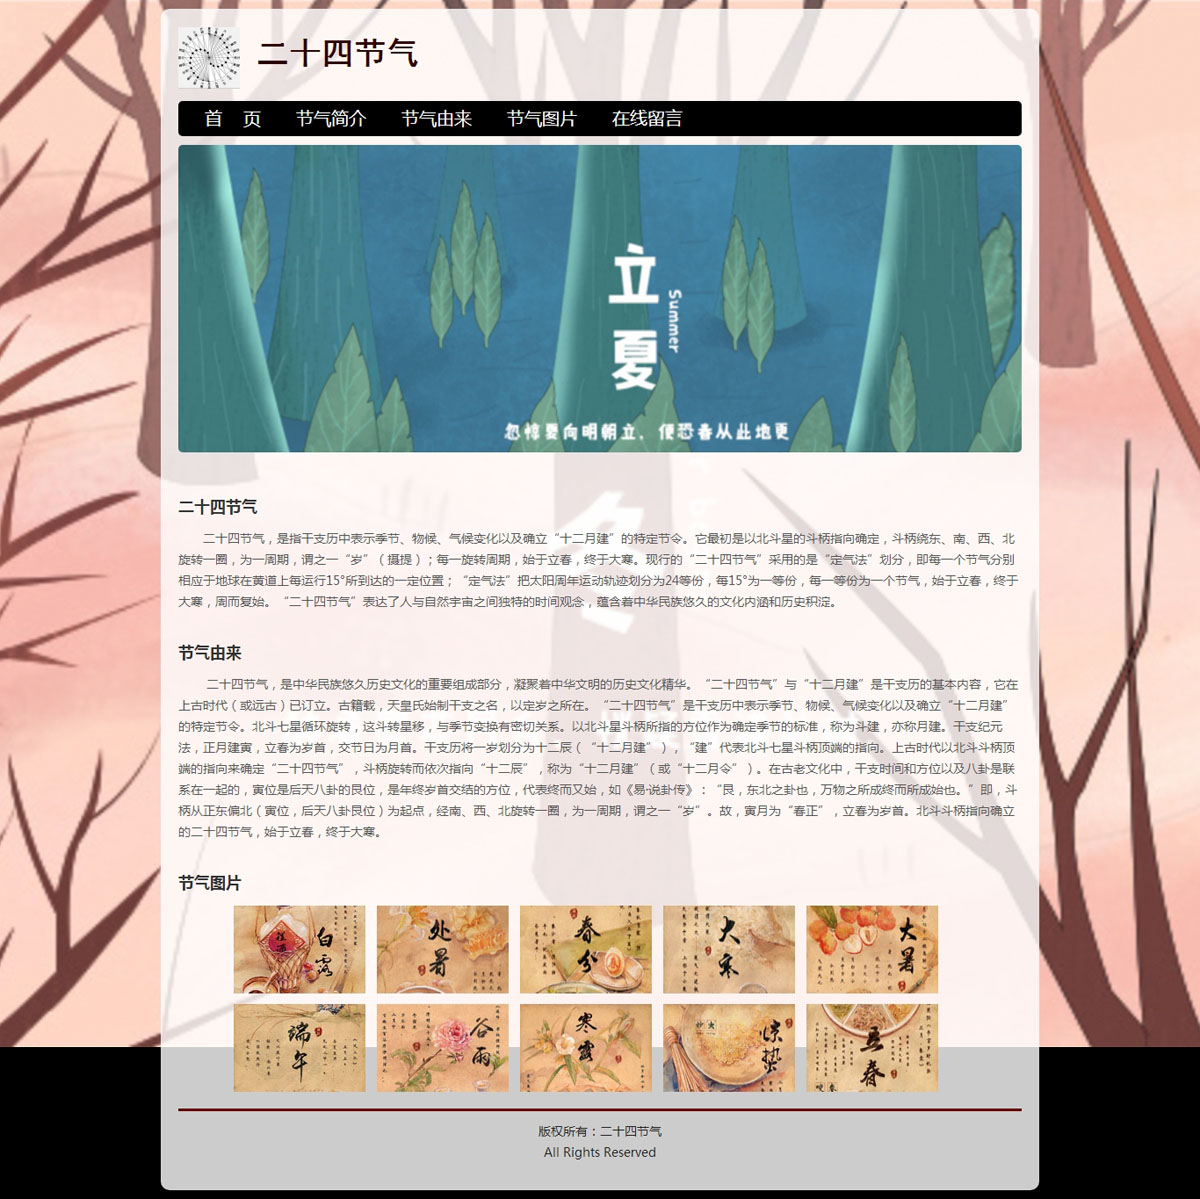 二十四节气
首 页 节气简介 节气由来 节气图片 在线留言
立夏
Summer
忽惊夏向明朝立，便恐春从此地更
冬
二十四节气
二十四节气，是指干支历中表示季节、物候、气候变化以及确立“十二月建”的特定节令。它最初是以北斗星的斗柄指向确定，斗柄绕东、南、西、北
旋转一圈，为一周期，谓之一“岁”（摄提）；每一旋转周期，始于立春，终于大寒。现行的“二十四节气”采用的是“定气法”划分，即每一个节气分别
相应于地球在黄道上每运行15°所到达的一定位置；“定气法”把太阳周年运动轨迹划分为24等份，每15°为一等份，每一等份为一个节气，始于立春，终于
大寒，周而复始。“二十四节气”表达了人与自然宇宙之间独特的时间观念，蕴含着中华民族悠久的文化内涵和历史积淀。
节气由来
二十四节气，是中华民族悠久历史文化的重要组成部分，凝聚着中华文明的历史文化精华。“二十四节气”与“十二月建”是干支历的基本内容，它在
上古时代（或远古）已订立。古籍载，天皇氏始制干支之名，以定岁之所在。“二十四节气”是干支历中表示季节、物候、气候变化以及确立“十二月建”
的特定节令。北斗七星循环旋转，这斗转星移，与季节变换有密切关系。以北斗星斗柄所指的方位作为确定季节的标准，称为斗建，亦称月建。干支纪元
法，正月建寅，立春为岁首，交节日为月首。干支历将一岁划分为十二辰（“十二月建”），“建”代表北斗七星斗柄顶端的指向。上古时代以北斗斗柄顶
端的指向来确定“二十四节气”，斗柄旋转而依次指向“十二辰”，称为“十二月建”（或“十二月令”）。在古老文化中，干支时间和方位以及八卦是联
系在一起的，寅位是后天八卦的艮位，是年终岁首交结的方位，代表终而又始，如《易·说卦传》：“艮，东北之卦也，万物之所成终而所成始也。”即，斗
柄从正东偏北（寅位，后天八卦艮位）为起点，经南、西、北旋转一圈，为一周期，谓之一“岁”。故，寅月为“春正”，立春为岁首。北斗斗柄指向确立
的二十四节气，始于立春，终于大寒。
节气图片
白露
处暑
春分
大寒
大暑
端午
谷雨
寒露
惊蛰
立春
版权所有：二十四节气
All Rights Reserved